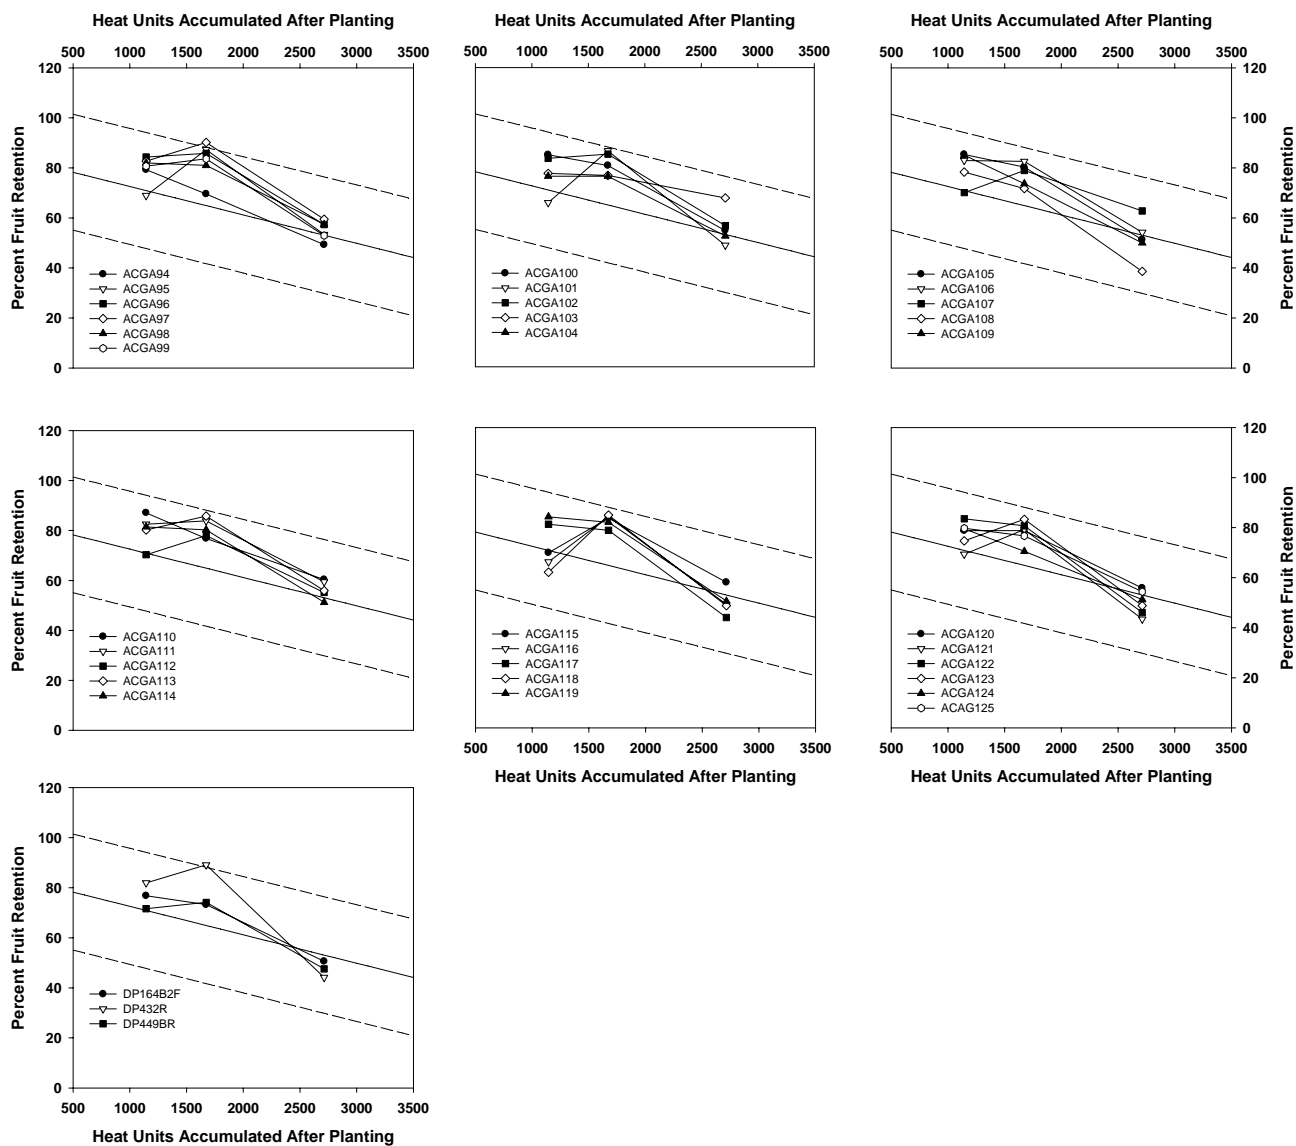 Heat Units Accumulated After Planting
Heat Units Accumulated After Planting
Heat Units Accumulated After Planting
500 1000 1500 2000 2500 3000 3500
500 1000 1500 2000 2500 3000 3500
500 1000 1500 2000 2500 3000 3500
Percent Fruit Retention
120
100
80
60
40
20
0
ACGA94
ACGA95
ACGA96
ACGA97
ACGA98
ACGA99
ACGA100
ACGA101
ACGA102
ACGA103
ACGA104
ACGA105
ACGA106
ACGA107
ACGA108
ACGA109
120
100
80
60
40
20
0
Percent Fruit Retention
Percent Fruit Retention
120
100
80
60
40
20
0
ACGA110
ACGA111
ACGA112
ACGA113
ACGA114
ACGA115
ACGA116
ACGA117
ACGA118
ACGA119
500 1000 1500 2000 2500 3000 3500
Heat Units Accumulated After Planting
ACGA120
ACGA121
ACGA122
ACGA123
ACGA124
ACAG125
120
100
80
60
40
20
0
Percent Fruit Retention
500 1000 1500 2000 2500 3000 3500
Heat Units Accumulated After Planting
Percent Fruit Retention
120
100
80
60
40
20
0
DP164B2F
DP432R
DP449BR
500 1000 1500 2000 2500 3000 3500
Heat Units Accumulated After Planting